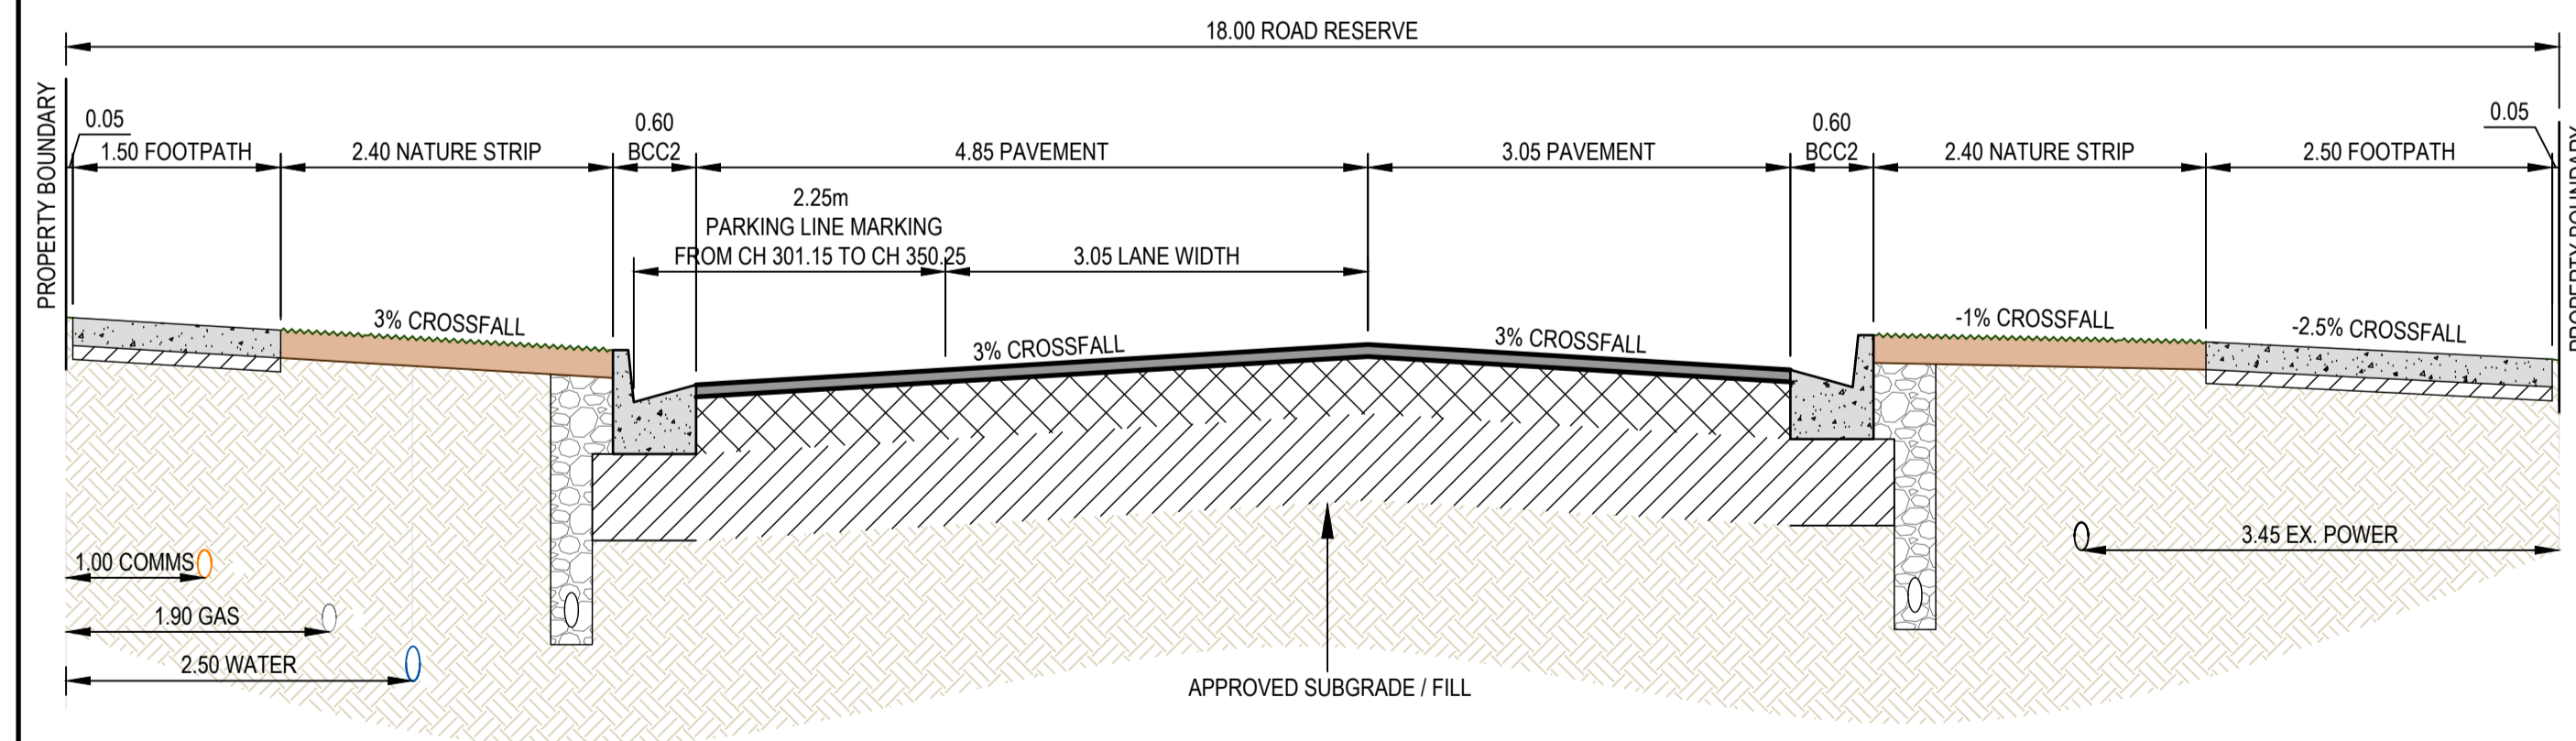 18.00 ROAD RESERVE
PROPERTY BOUNDARY
0.05
1.50 FOOTPATH
2.40 NATURE STRIP
0.60
BCC2
4.85 PAVEMENT
3.05 PAVEMENT
0.60
BCC2
2.40 NATURE STRIP
2.50 FOOTPATH
0.05
PROPERTY BOUNDARY
2.25m
PARKING LINE MARKING
FROM CH 301.15 TO CH 350.25
3.05 LANE WIDTH
3% CROSSFALL
3% CROSSFALL
3% CROSSFALL
-1% CROSSFALL
-2.5% CROSSFALL
1.00 COMMS
1.90 GAS
2.50 WATER
3.45 EX. POWER
APPROVED SUBGRADE / FILL